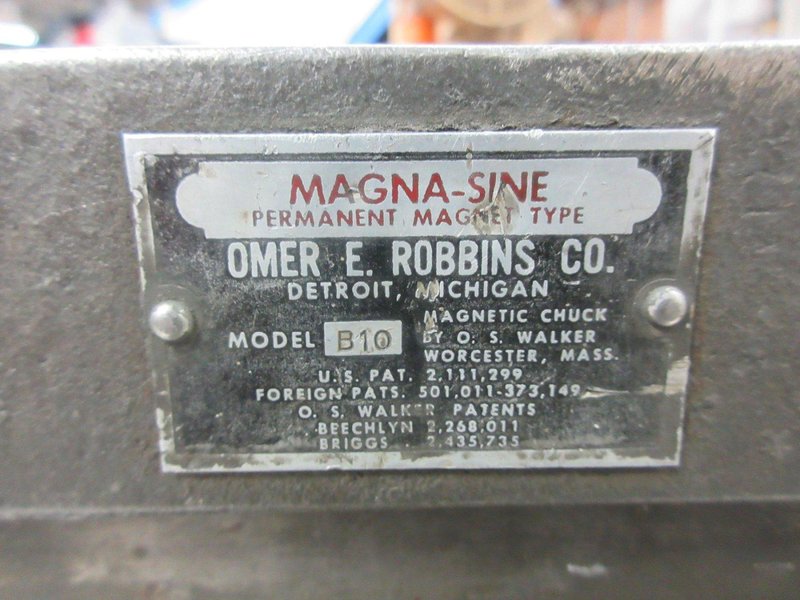 MAGNA-SINE
PERMANENT MAGNET TYPE
OMER E. ROBBINS CO.
DETROIT, MICHIGAN
MODEL B10
MAGNETIC CHUCK
BY O. S. WALKER
WORCESTER, MASS.
U.S. PAT. 2,111,299
FOREIGN PATS. 501,011-373,149
O. S. WALKER PATENTS
BEECHLYN 2,268,011
BRIGGS 2,435,735